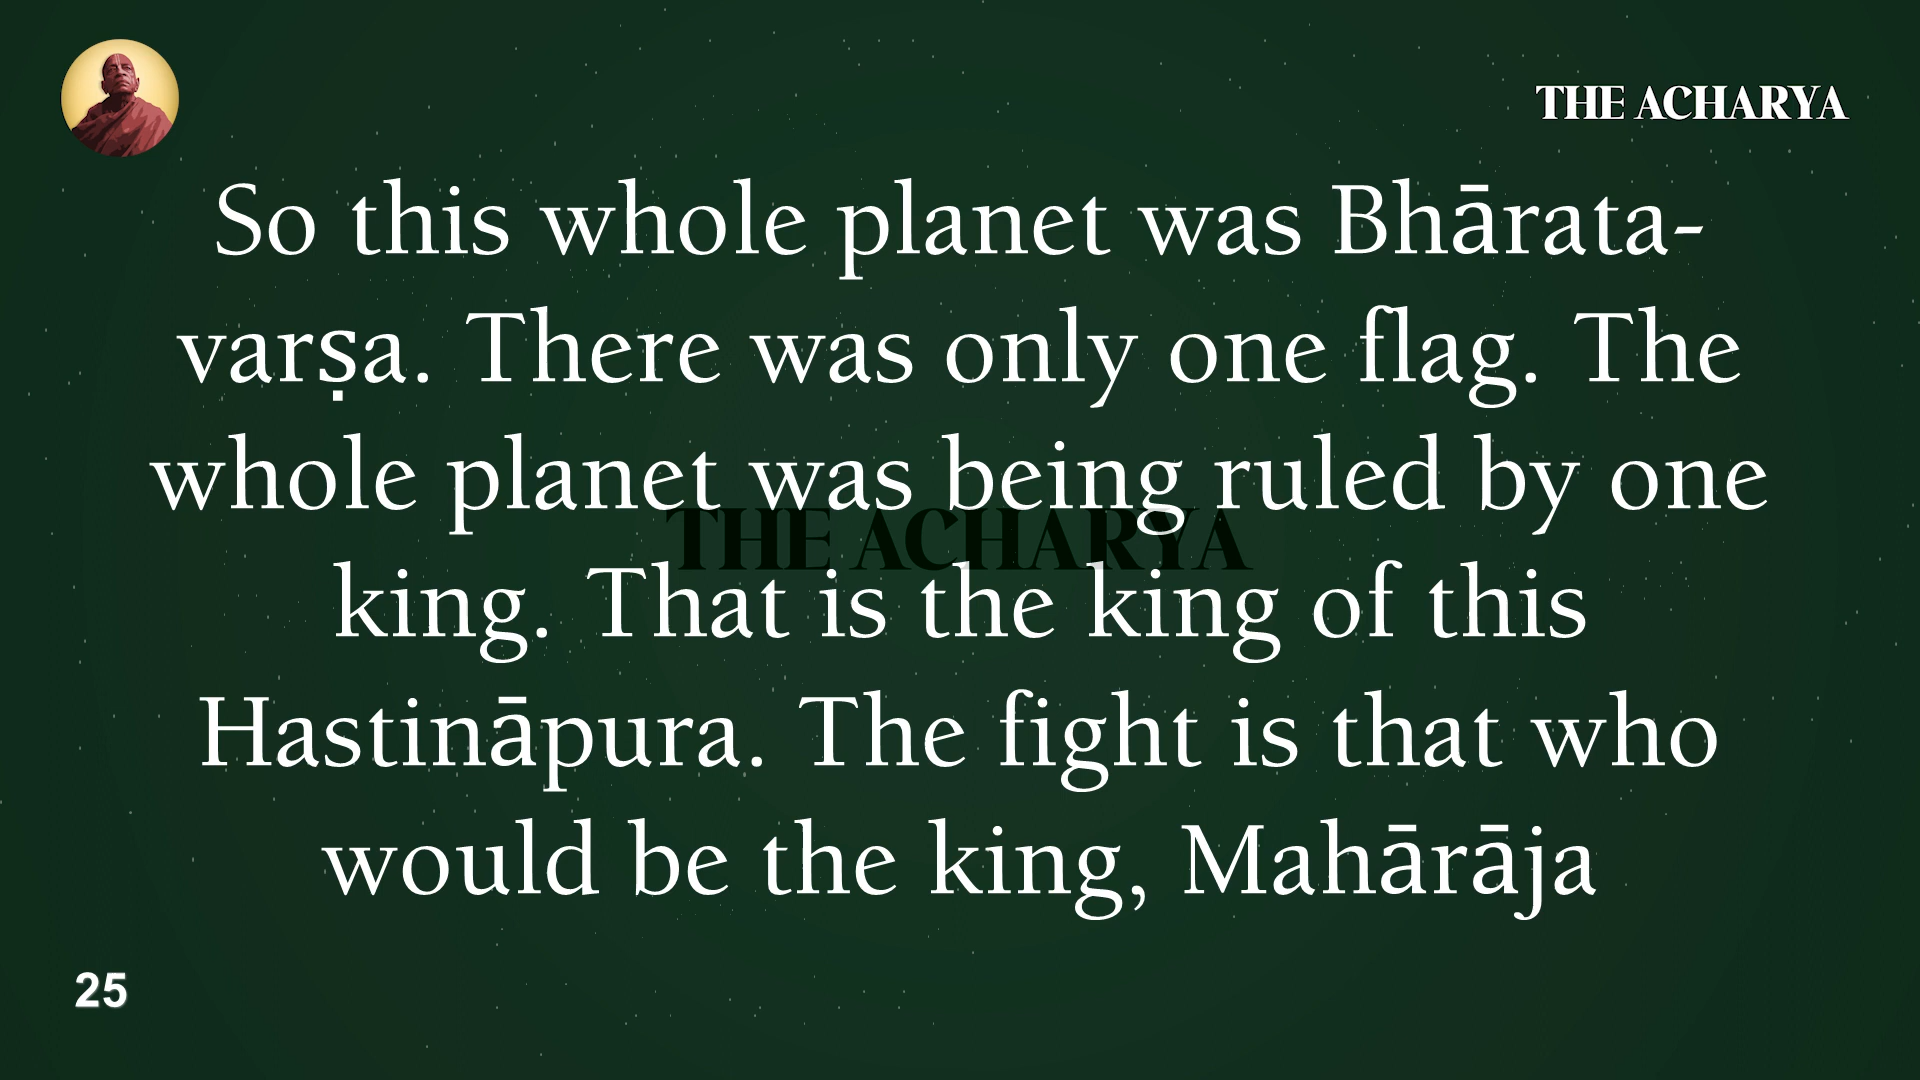 THE ACHARYA
So this whole planet was Bhārata-
varṣa. There was only one flag. The
whole planet was being ruled by one
THE ACHARYA
king. That is the king of this
Hastināpura. The fight is that who
would be the king, Mahārāja
25